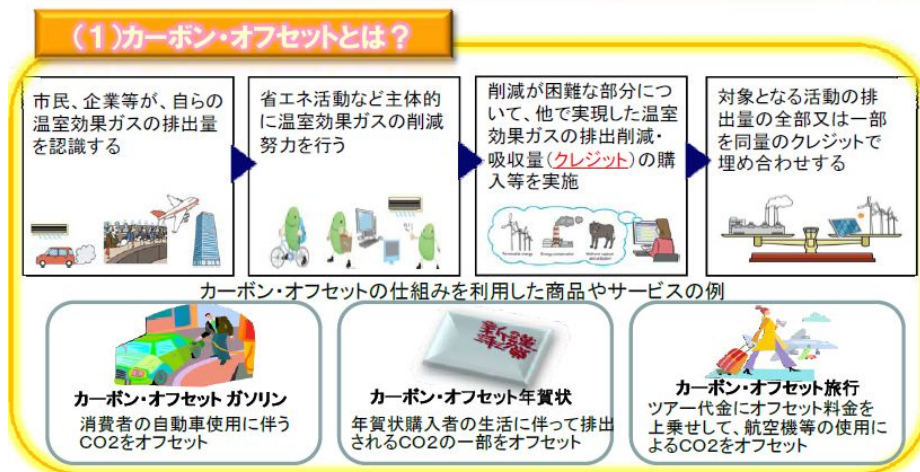 (1)カーボン・オフセットとは？
市民、企業等が、自らの
温室効果ガスの排出量
を認識する
省エネ活動など主体的
に温室効果ガスの削減
努力を行う
削減が困難な部分につ
いて、他で実現した温室
効果ガスの排出削減・
吸収量(クレジット)の購
入等を実施
対象となる活動の排
出量の全部又は一部
を同量のクレジットで
埋め合わせする
カーボン・オフセットの仕組みを利用した商品やサービスの例
カーボン・オフセット ガソリン
消費者の自動車使用に伴う
CO2をオフセット
カーボン・オフセット年賀状
年賀状購入者の生活に伴って排出
されるCO2の一部をオフセット
カーボン・オフセット旅行
ツアー代金にオフセット料金を
上乗せして、航空機等の使用に
よるCO2をオフセット